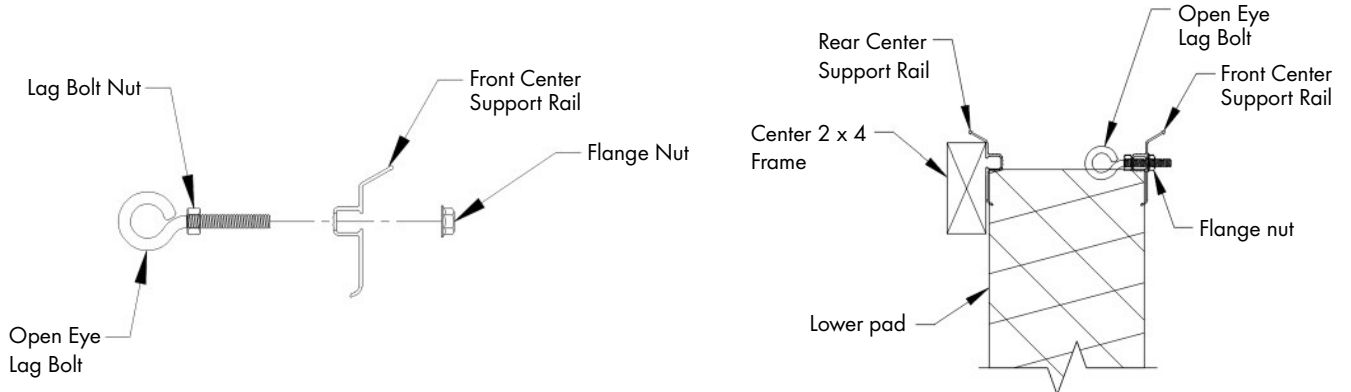 Lag Bolt Nut
Front Center
Support Rail
Flange Nut
Open Eye
Lag Bolt
Open Eye
Lag Bolt
Rear Center
Support Rail
Front Center
Support Rail
Center 2 x 4
Frame
Flange nut
Lower pad